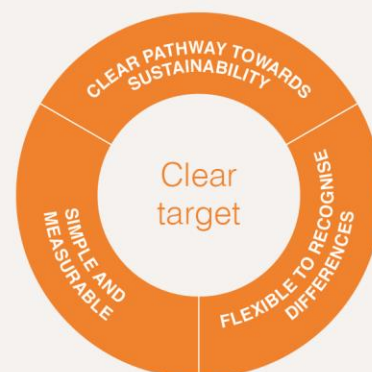 CLEAR PATHWAY TOWARDS
SUSTAINABILITY
Clear
target
SIMPLE AND
MEASURABLE
FLEXIBLE TO RECOGNISE
DIFFERENCES